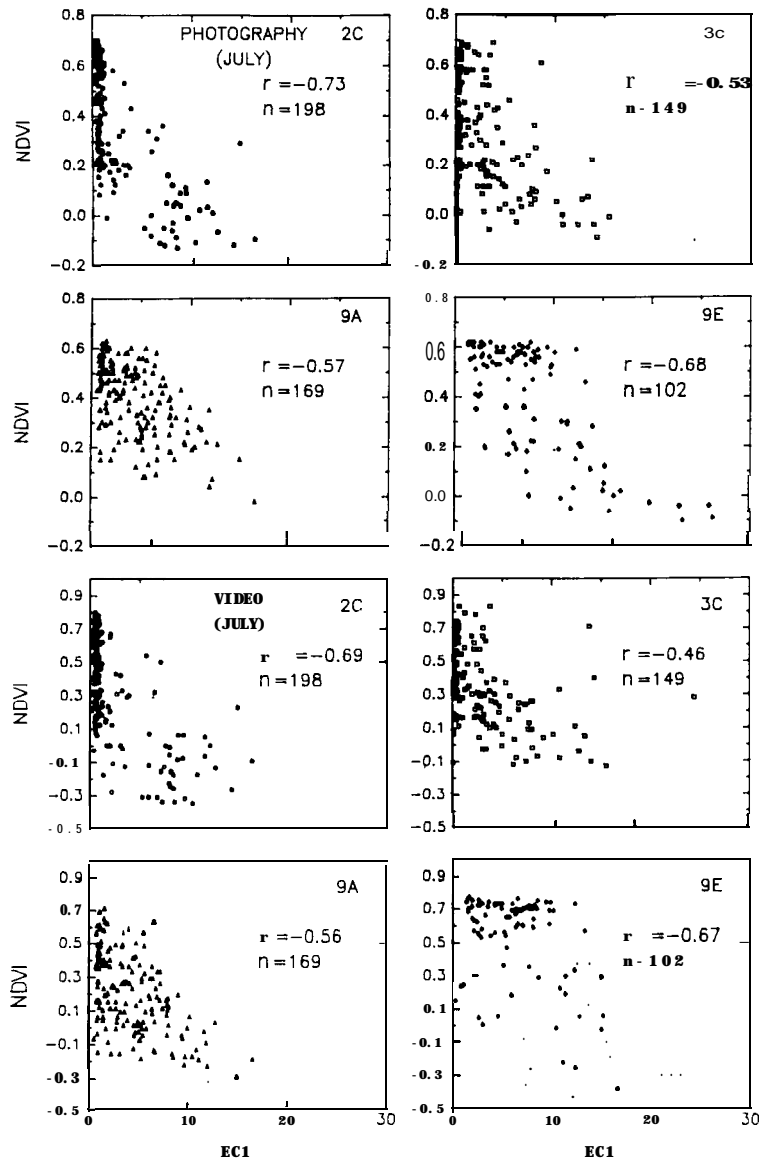 0.8
0.6
0.4
0.2
0.0
-0.2
NDVI
PHOTOGRAPHY 2C
(JULY)
r =-0.73
n =198
3c
r =-0.53
n-149
0.8
0.6
0.4
0.2
0.0
-0.2
0.8
0.6
0.4
0.2
0.0
-0.2
NDVI
9A
r =-0.57
n =169
0.8
0.6
0.4
0.2
0.0
-0.2
9E
r =-0.68
n =102
0.9
0.7
0.5
0.3
0.1
-0.1
-0.3
-0.5
NDVI
VIDEO 2C
(JULY)
r =-0.69
n =198
0.9
0.7
0.5
0.3
0.1
-0.1
-0.3
-0.5
3C
r =-0.46
n =149
0.9
0.7
0.5
0.3
0.1
-0.1
-0.3
-0.5
NDVI
9A
r =-0.56
n =169
0 10 20
EC1
0.9
0.7
0.5
0.3
0.1
-0.1
-0.3
-0.5
9E
r =-0.67
n-102
0 10 20 30
EC1